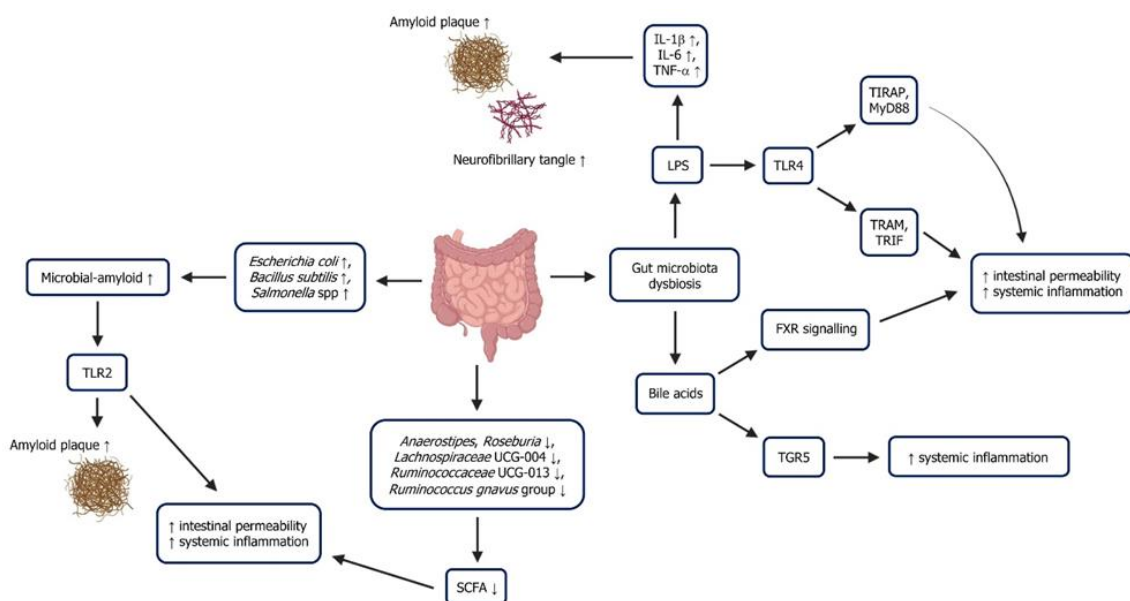 Amyloid plaque ↑
IL-1β ↑,
IL-6 ↑,
TNF-α ↑
Neurofibrillary tangle ↑
LPS
TLR4
TIRAP,
MyD88
TRAM,
TRIF
Microbial-amyloid ↑
Escherichia coli ↑,
Bacillus subtilis ↑,
Salmonella spp ↑
Gut microbiota
dysbiosis
↑ intestinal permeability
↑ systemic inflammation
FXR signalling
TLR2
Bile acids
Amyloid plaque ↑
Anaerostipes, Roseburia ↓,
Lachnospiraceae UCG-004 ↓,
Ruminococcaceae UCG-013 ↓,
Ruminococcus gnavus group ↓
TGR5
↑ systemic inflammation
↑ intestinal permeability
↑ systemic inflammation
SCFA ↓